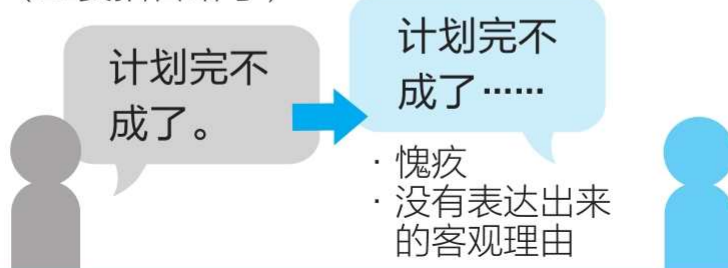 计划完不
成了。
计划完不
成了……
· 愧疚
· 没有表达出来
的客观理由